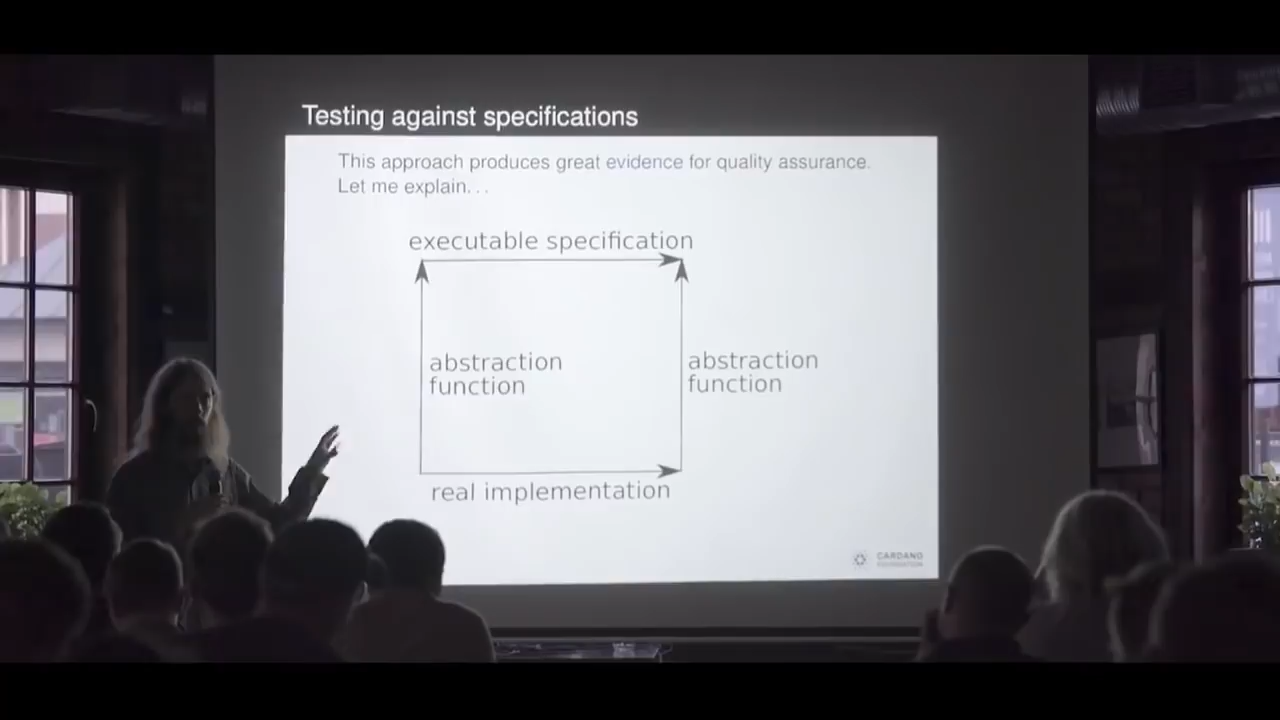 Testing against specifications
This approach produces great evidence for quality assurance.
Let me explain. . .
executable specification
abstraction
function
abstraction
function
real implementation
CARDANO
FOUNDATION